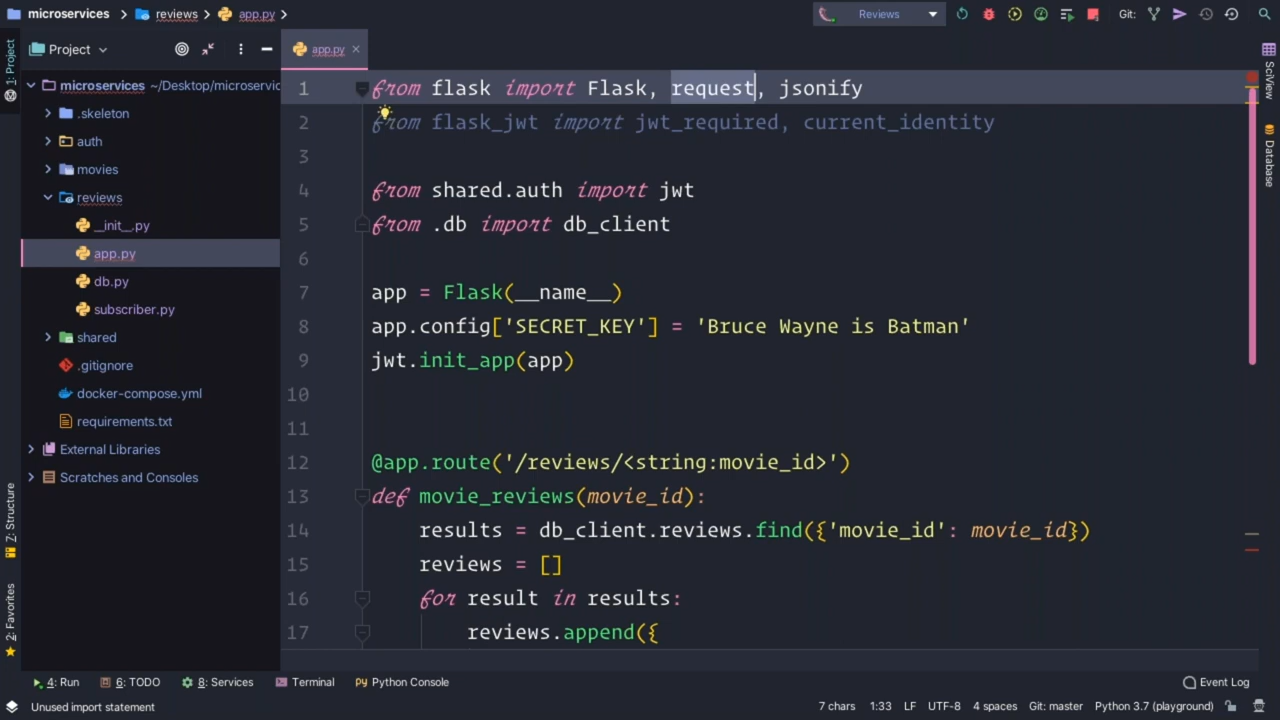 microservices reviews app.py
Reviews
Git:
1: Project
Project
app.py
microservices ~/Desktop/microservic
.skeleton
auth
movies
reviews
__init__.py
app.py
db.py
subscriber.py
shared
.gitignore
docker-compose.yml
requirements.txt
External Libraries
Scratches and Consoles
Z: Structure
2: Favorites
1 from flask import Flask, request, jsonify
2 from flask_jwt import jwt_required, current_identity
3
4 from shared.auth import jwt
5 from .db import db_client
6
7 app = Flask(__name__)
8 app.config['SECRET_KEY'] = 'Bruce Wayne is Batman'
9 jwt.init_app(app)
10
11
12 @app.route('/reviews/<string:movie_id>')
13 def movie_reviews(movie_id):
14 results = db_client.reviews.find({'movie_id': movie_id})
15 reviews = []
16 for result in results:
17 reviews.append({
SciView
Database
4: Run 6: TODO 8: Services Terminal Python Console Event Log
Unused import statement 7 chars 1:33 LF UTF-8 4 spaces Git: master Python 3.7 (playground)